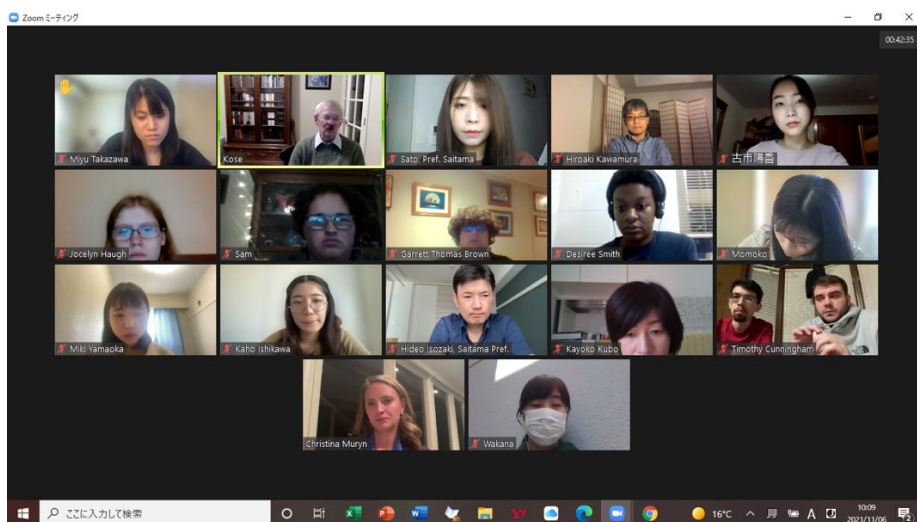 Zoom ミーティング
00:42:35
Miyu Takazawa
Kose
Sato, Pref. Saitama
Hiroaki Kawamura
古市陽香
Jocelyn Haugh
Sam
Garrett Thomas Brown
Desiree Smith
Momoko
Miki Yamaoka
Kaho Ishikawa
Hideo Isozaki, Saitama Pref.
Kayoko Kubo
Timothy Cunningham
Christina Muryn
Wakana
ここに入力して検索
16°C
A
10:09
2021/11/06